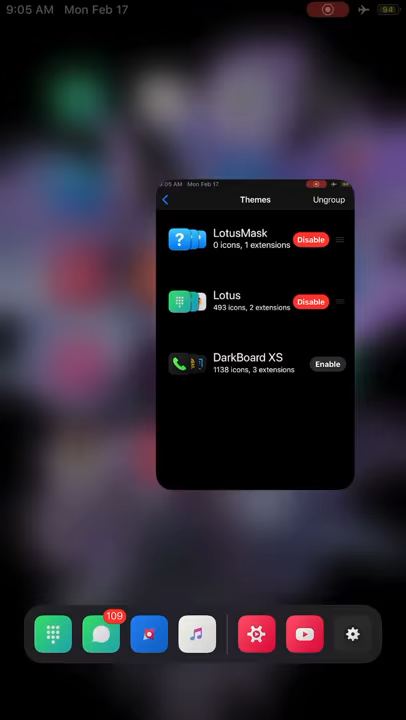 9:05 AM Mon Feb 17
94
9:05 AM Mon Feb 17
Themes
Ungroup
LotusMask
0 icons, 1 extensions
Disable
Lotus
493 icons, 2 extensions
Disable
DarkBoard XS
1138 icons, 3 extensions
Enable
109